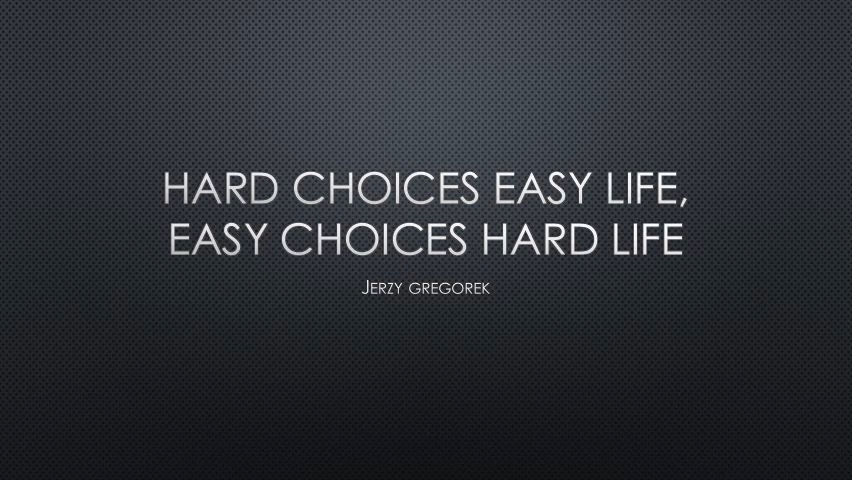 HARD CHOICES EASY LIFE,
EASY CHOICES HARD LIFE
JERZY GREGOREK